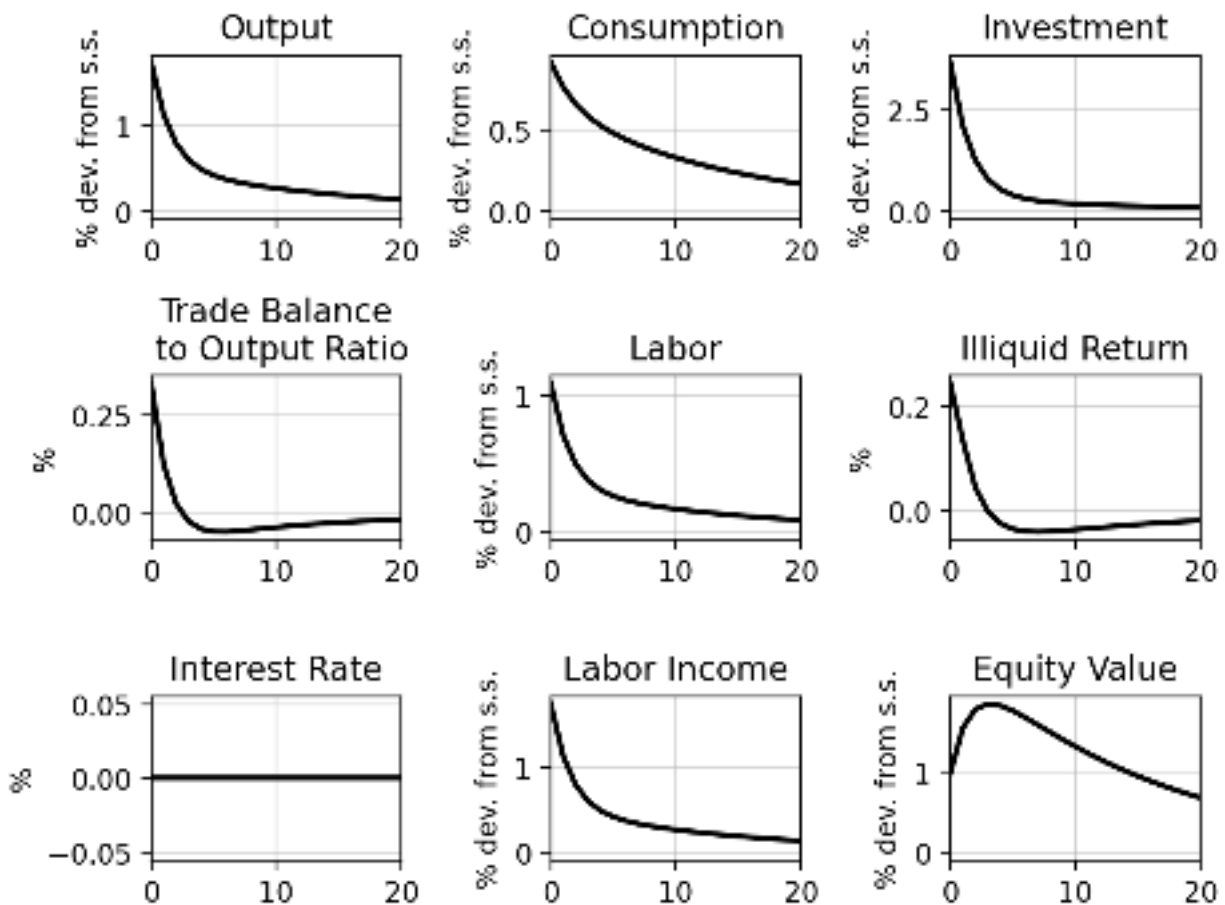 Output
% dev. from s.s.
1
0
0 10 20
Consumption
% dev. from s.s.
0.5
0.0
0 10 20
Investment
% dev. from s.s.
2.5
0.0
0 10 20
Trade Balance
to Output Ratio
%
0.25
0.00
0 10 20
Labor
% dev. from s.s.
1
0
0 10 20
Illiquid Return
%
0.2
0.0
0 10 20
Interest Rate
%
0.05
0.00
−0.05
0 10 20
Labor Income
% dev. from s.s.
1
0
0 10 20
Equity Value
% dev. from s.s.
1
0
0 10 20